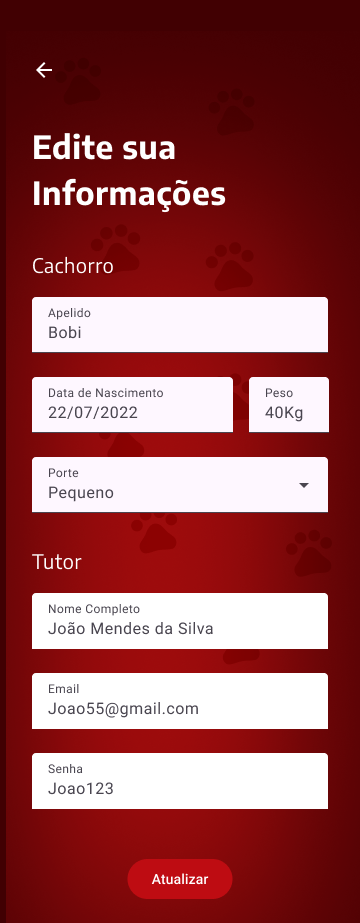 Edite sua
Informações
Cachorro
Apelido
Bobi
Data de Nascimento
22/07/2022
Peso
40Kg
Porte
Pequeno
Tutor
Nome Completo
João Mendes da Silva
Email
Joao55@gmail.com
Senha
Joao123
Atualizar